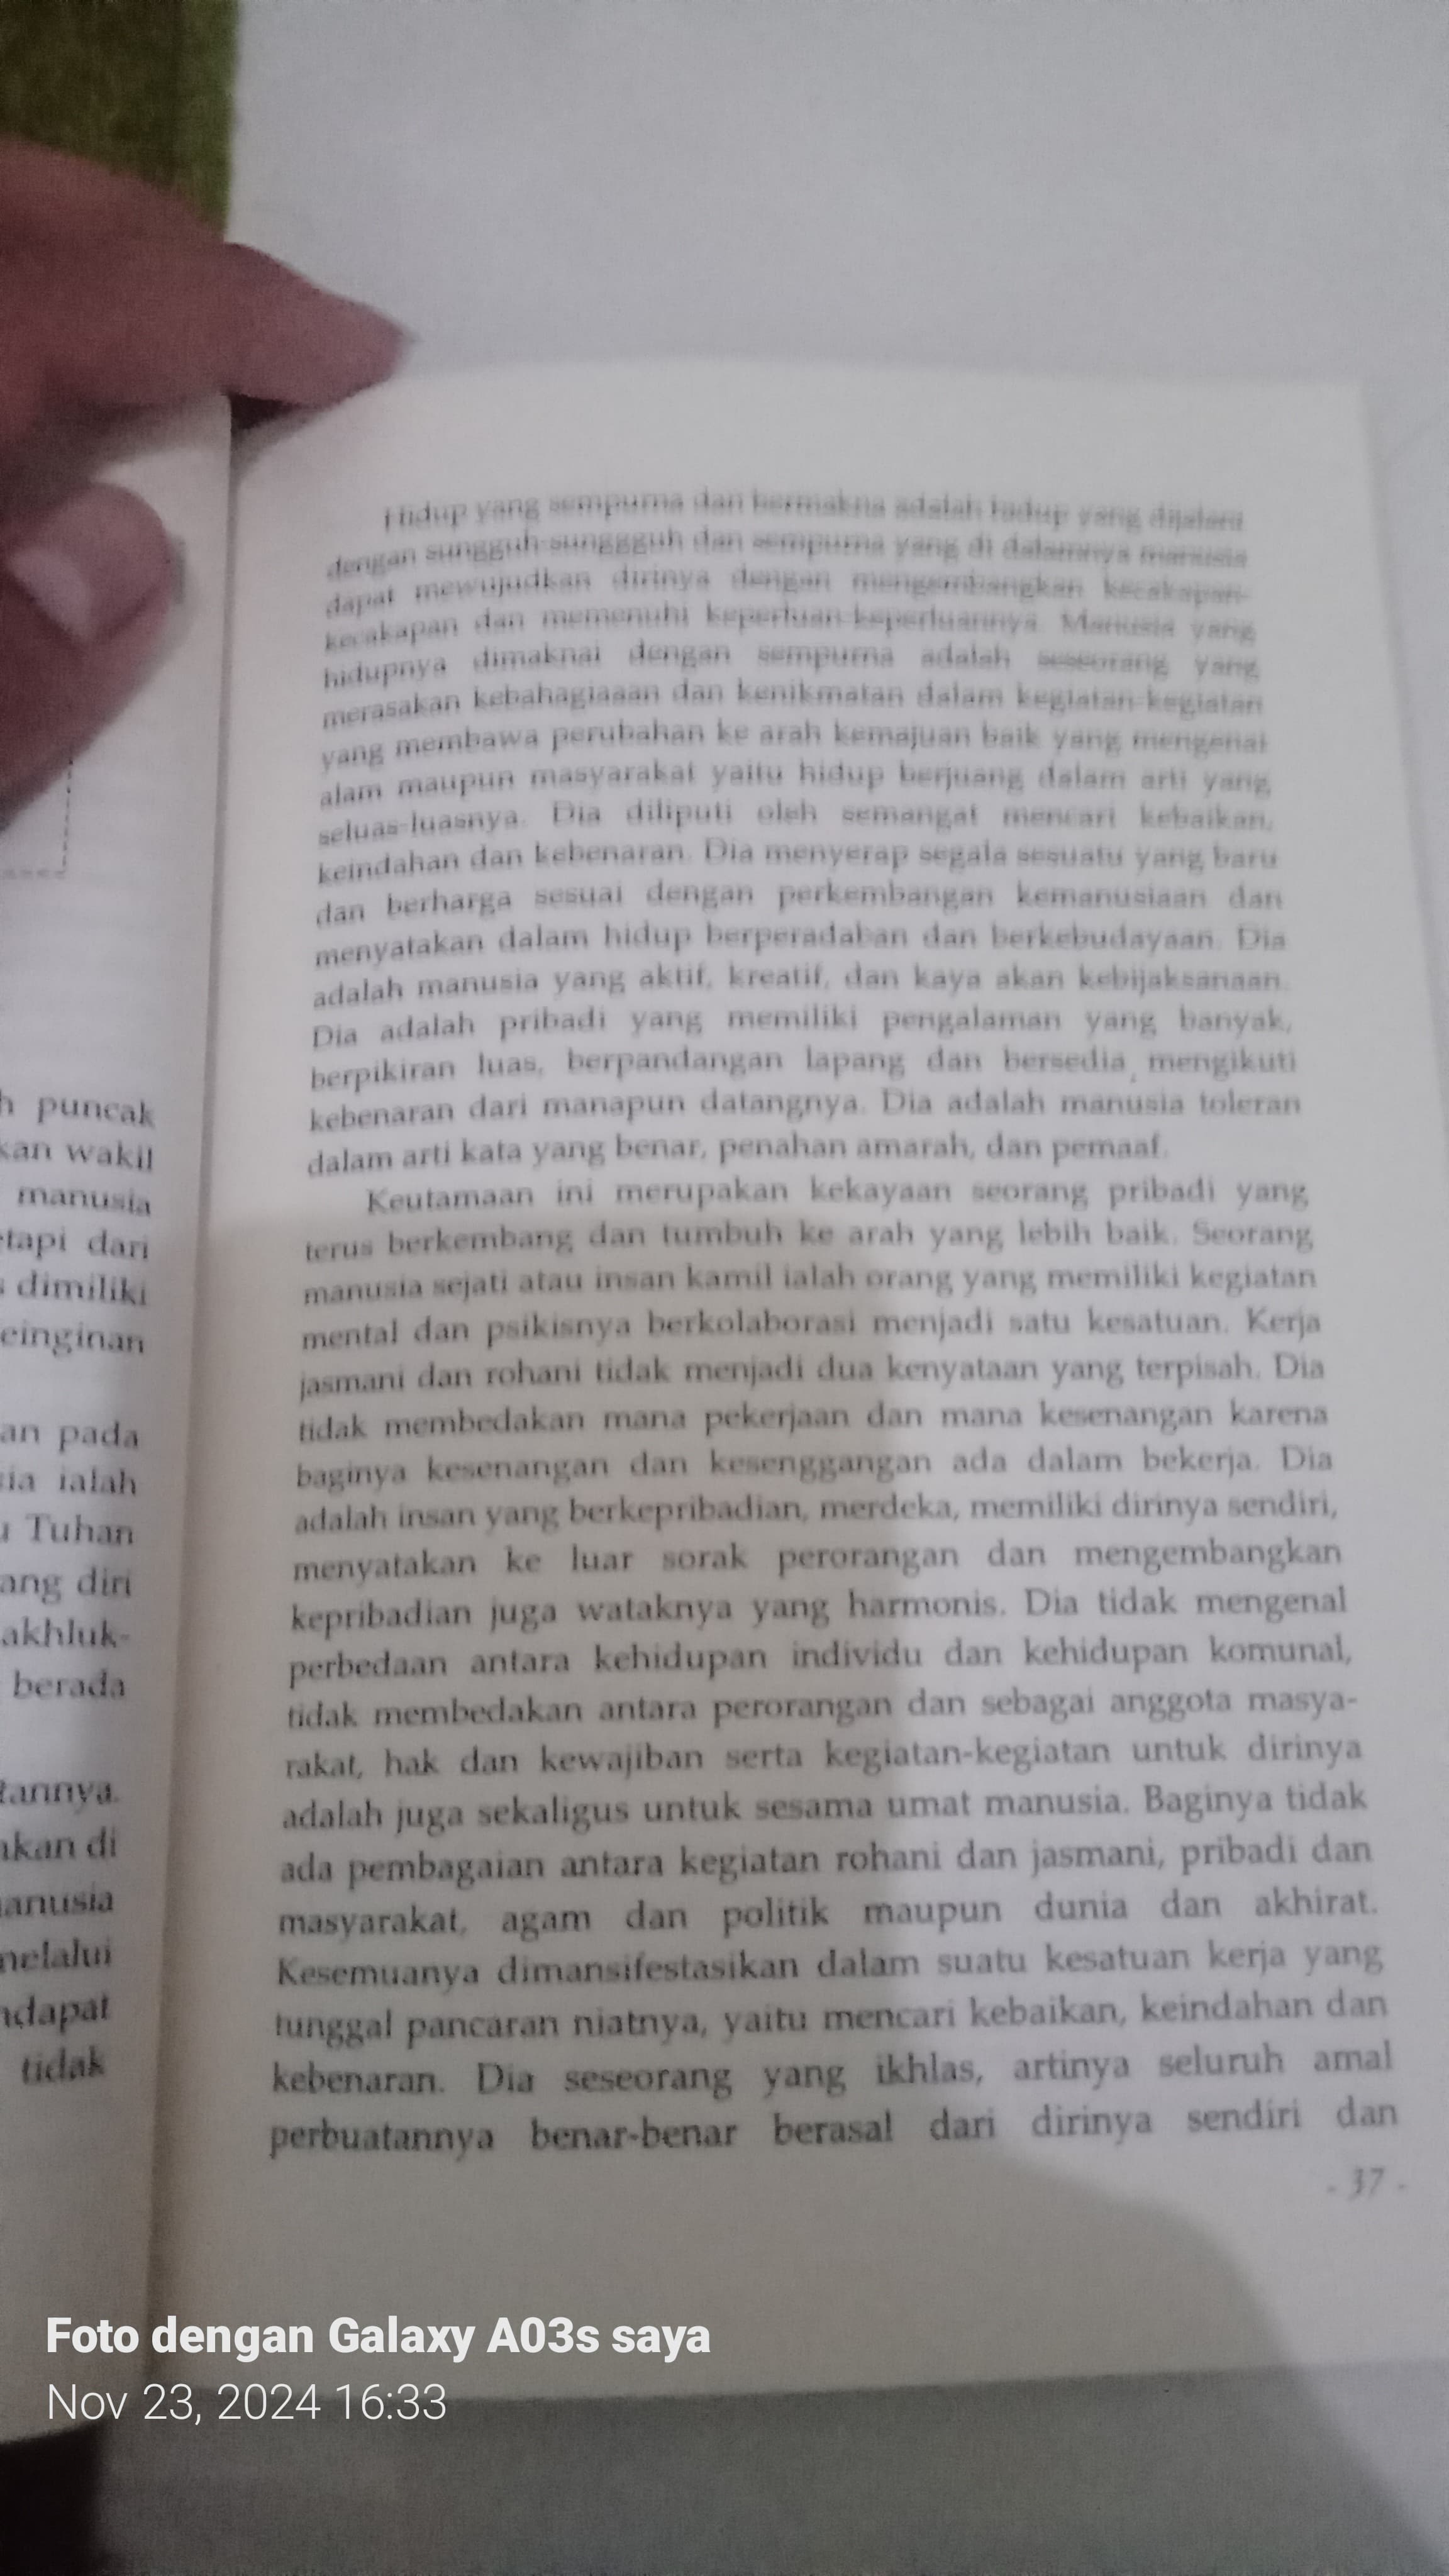 h puncak
kan wakil
manusia
etapi dari
s dimiliki
einginan
an pada
sia ialah
u Tuhan
ang diri
akhluk-
berada
tannya.
akan di
anusia
melalui
ndapat
tidak
Hidup yang sempurna dan bermakna adalah hidup yang dijalani
dengan sungguh-sunggguh dan sempurna yang di dalamnya manusia
dapat mewujudkan dirinya dengan mengembangkan kecakapan-
kecakapan dan memenuhi keperluan-keperluannya. Manusia yang
hidupnya dimaknai dengan sempurna adalah seseorang yang
merasakan kebahagiaaan dan kenikmatan dalam kegiatan-kegiatan
yang membawa perubahan ke arah kemajuan baik yang mengenai
alam maupun masyarakat yaitu hidup berjuang dalam arti yang
seluas-luasnya. Dia diliputi oleh semangat mencari kebaikan,
keindahan dan kebenaran. Dia menyerap segala sesuatu yang baru
dan berharga sesuai dengan perkembangan kemanusiaan dan
menyatakan dalam hidup berperadaban dan berkebudayaan. Dia
adalah manusia yang aktif, kreatif, dan kaya akan kebijaksanaan.
Dia adalah pribadi yang memiliki pengalaman yang banyak,
berpikiran luas, berpandangan lapang dan bersedia mengikuti
kebenaran dari manapun datangnya. Dia adalah manusia toleran
dalam arti kata yang benar, penahan amarah, dan pemaaf.
Keutamaan ini merupakan kekayaan seorang pribadi yang
terus berkembang dan tumbuh ke arah yang lebih baik. Seorang
manusia sejati atau insan kamil ialah orang yang memiliki kegiatan
mental dan psikisnya berkolaborasi menjadi satu kesatuan. Kerja
jasmani dan rohani tidak menjadi dua kenyataan yang terpisah. Dia
tidak membedakan mana pekerjaan dan mana kesenangan karena
baginya kesenangan dan kesenggangan ada dalam bekerja. Dia
adalah insan yang berkepribadian, merdeka, memiliki dirinya sendiri,
menyatakan ke luar sorak perorangan dan mengembangkan
kepribadian juga wataknya yang harmonis. Dia tidak mengenal
perbedaan antara kehidupan individu dan kehidupan komunal,
tidak membedakan antara perorangan dan sebagai anggota masya-
rakat, hak dan kewajiban serta kegiatan-kegiatan untuk dirinya
adalah juga sekaligus untuk sesama umat manusia. Baginya tidak
ada pembagaian antara kegiatan rohani dan jasmani, pribadi dan
masyarakat, agam dan politik maupun dunia dan akhirat.
Kesemuanya dimansifestasikan dalam suatu kesatuan kerja yang
tunggal pancaran niatnya, yaitu mencari kebaikan, keindahan dan
kebenaran. Dia seseorang yang ikhlas, artinya seluruh amal
perbuatannya benar-benar berasal dari dirinya sendiri dan
- 37 -
Foto dengan Galaxy A03s saya
Nov 23, 2024 16:33